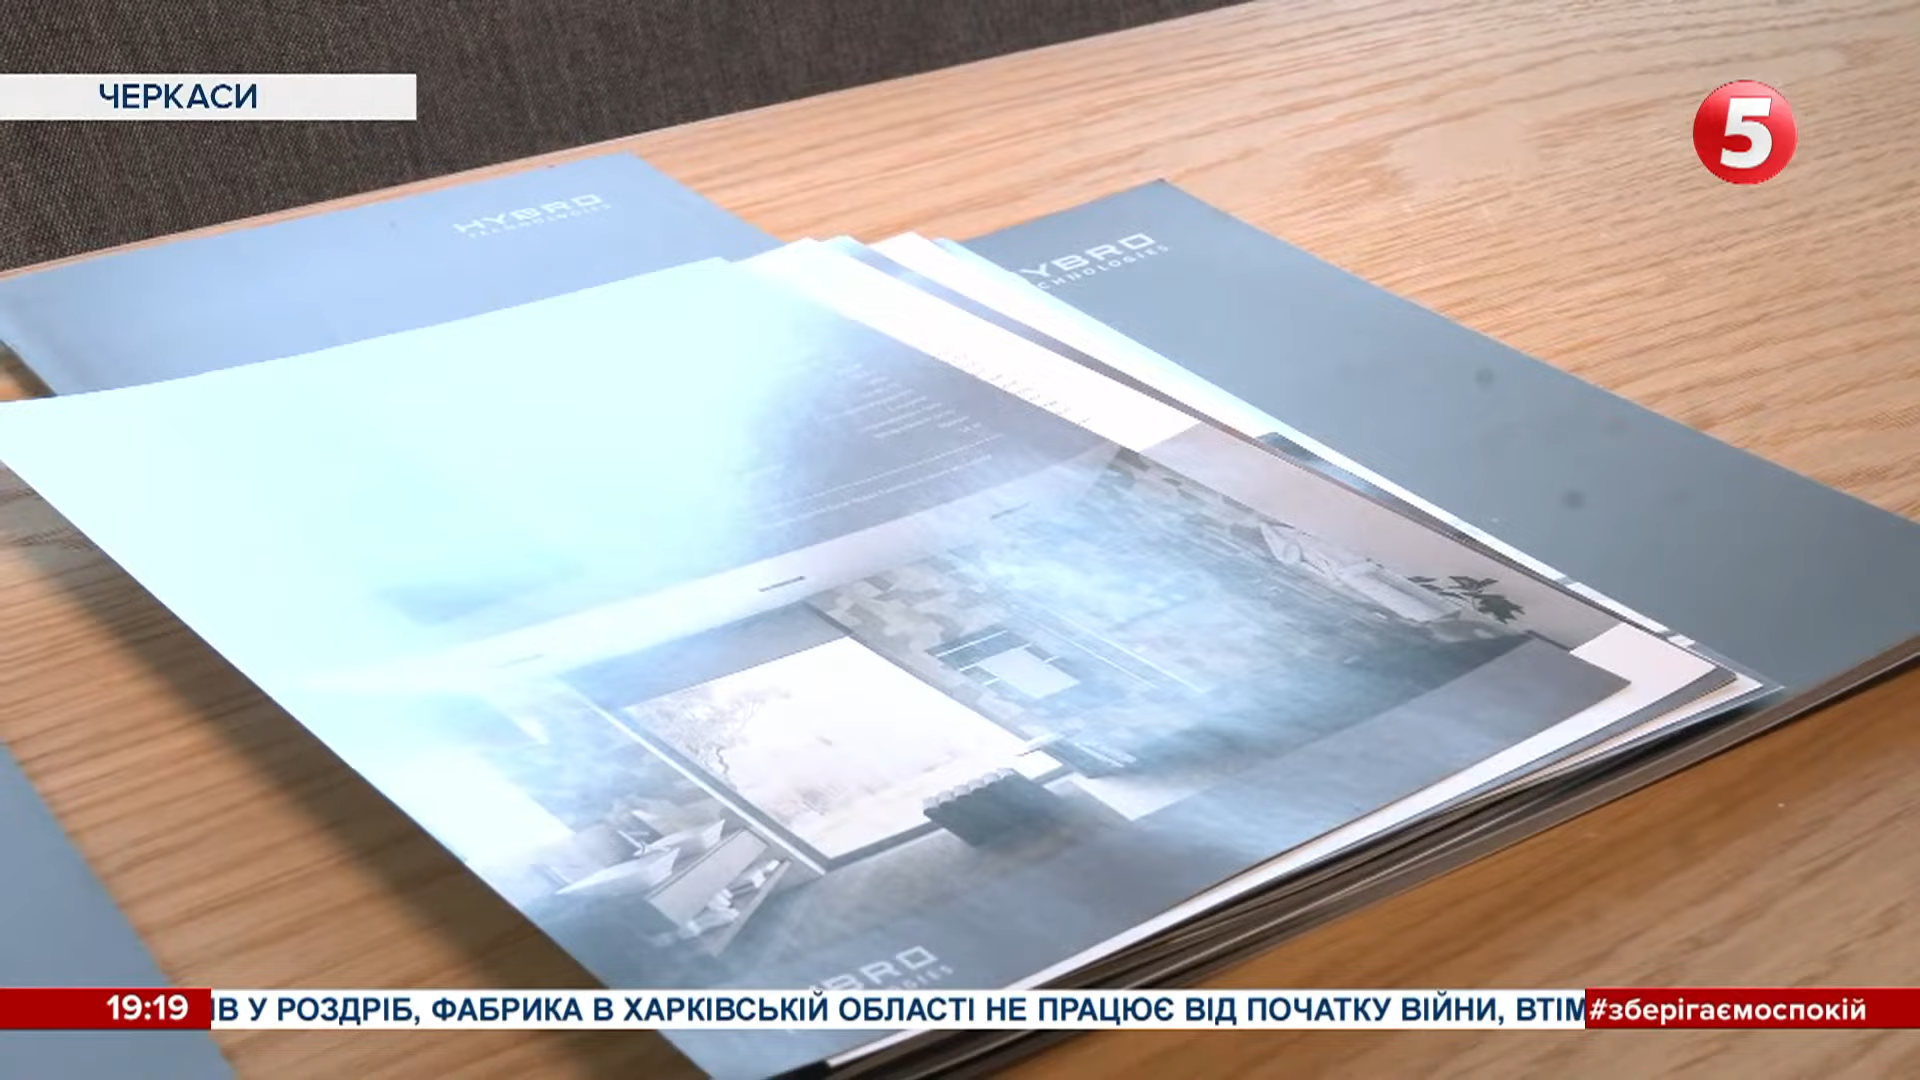 ЧЕРКАСИ
5
HYBRO
TECHNOLOGIES
YBRO
CHNOLOGIES
BRO
19:19
ІВ У РОЗДРІБ, ФАБРИКА В ХАРКІВСЬКІЙ ОБЛАСТІ НЕ ПРАЦЮЄ ВІД ПОЧАТКУ ВІЙНИ, ВТІМ
#зберігаємоспокій